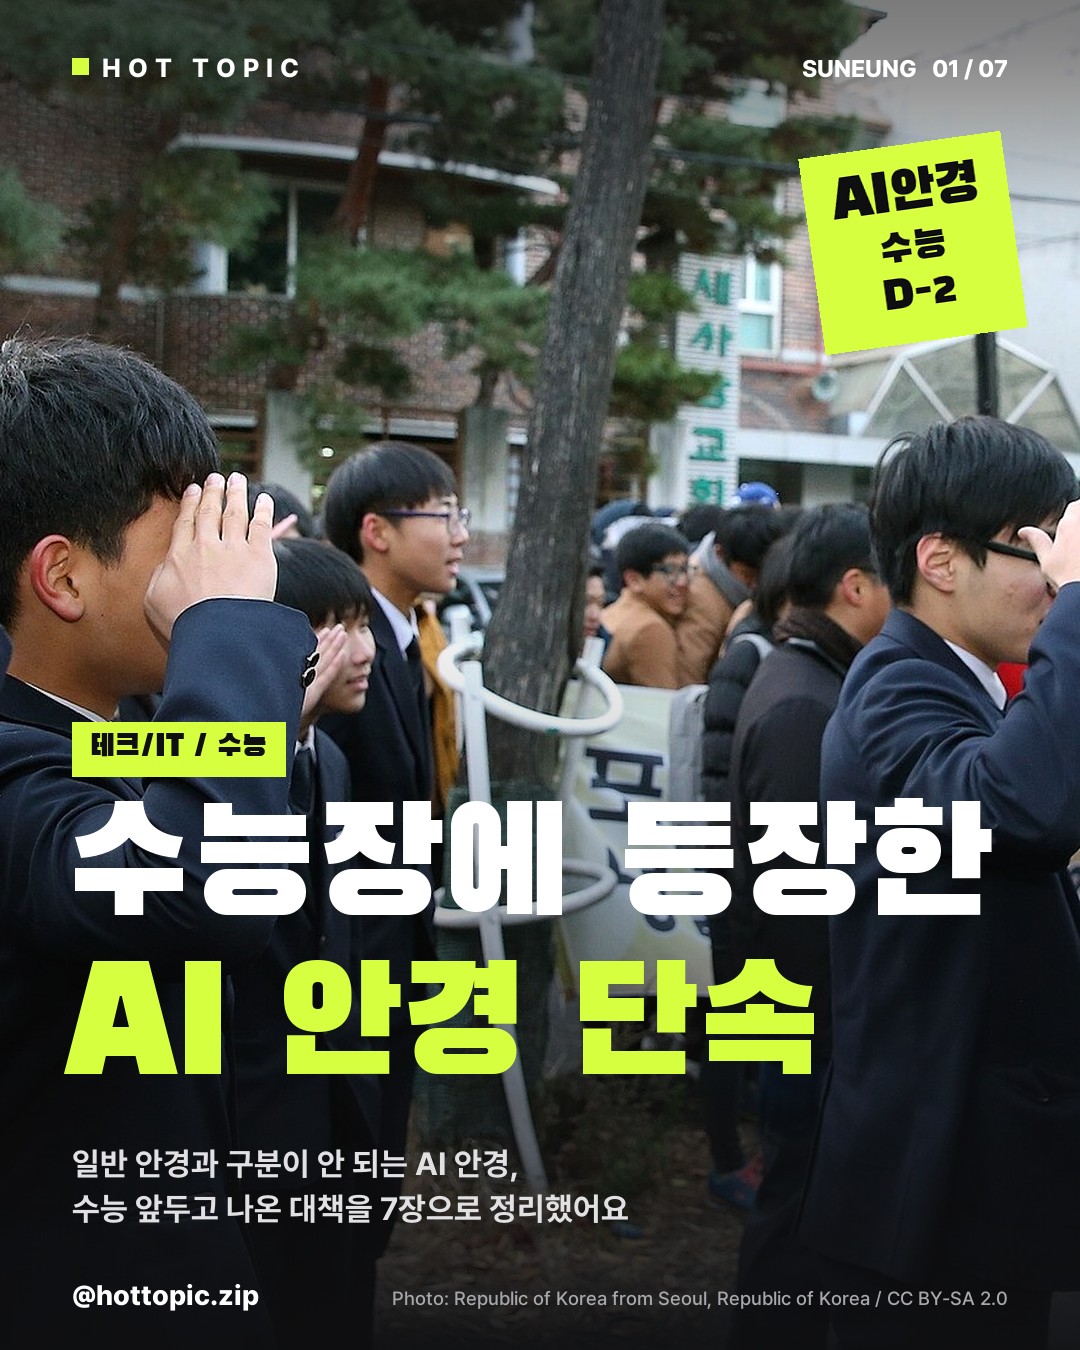 HOT TOPIC
SUNEUNG 01 / 07
AI안경
수능
D-2
새
사
교
회
테크/IT / 수능
수능장에 등장한
AI 안경 단속
일반 안경과 구분이 안 되는 AI 안경,
수능 앞두고 나온 대책을 7장으로 정리했어요
@hottopic.zip
Photo: Republic of Korea from Seoul, Republic of Korea / CC BY-SA 2.0